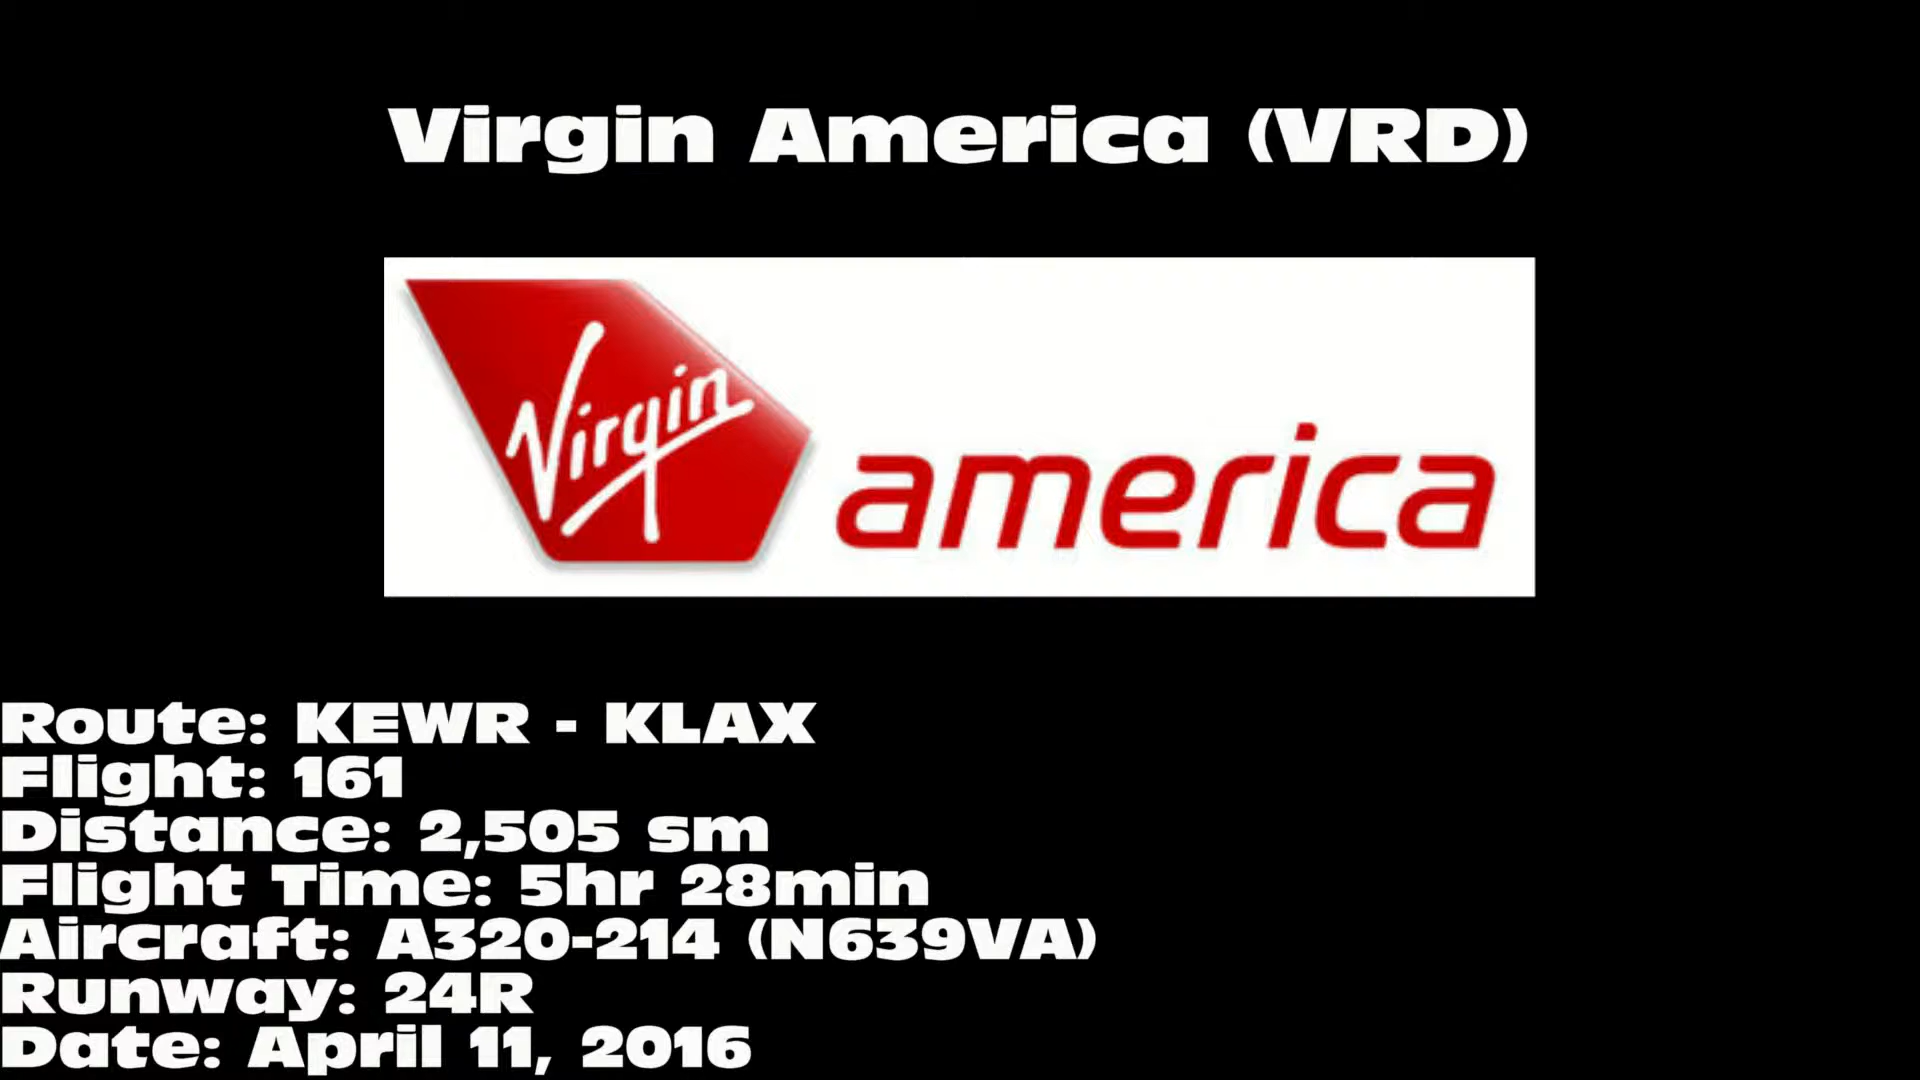 Virgin America (VRD)
Virgin america
Route: KEWR - KLAX
Flight: 161
Distance: 2,505 sm
Flight Time: 5hr 28min
Aircraft: A320-214 (N639VA)
Runway: 24R
Date: April 11, 2016